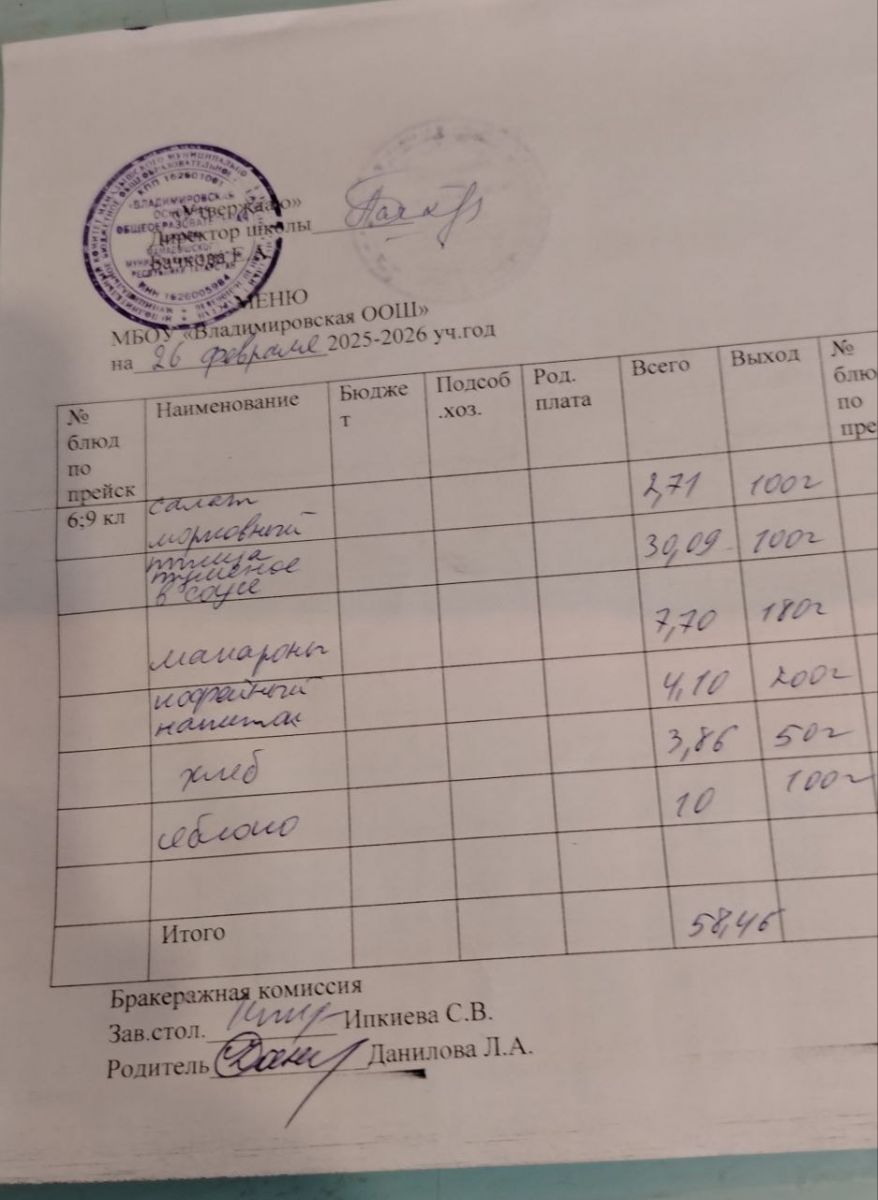 «Утверждаю»
Директор школы
Бачкова Е.А.
МЕНЮ
МБОУ «Владимировская ООШ»
на 26 февраля 2025-2026 уч.год
№ блюд по прейск Наименование Бюдже т Подсоб .хоз. Род. плата Всего Выход № блю по пре
6;9 кл салат морковный 2,71 100г
птица тушеное в соусе 30,09 100г
макароны 7,70 180г
кофейный напиток 4,10 200г
хлеб 3,86 50г
яблоко 10 100г
Итого 58,46
Бракеражная комиссия
Зав.стол. Ипкиева С.В.
Родитель Данилова Л.А.